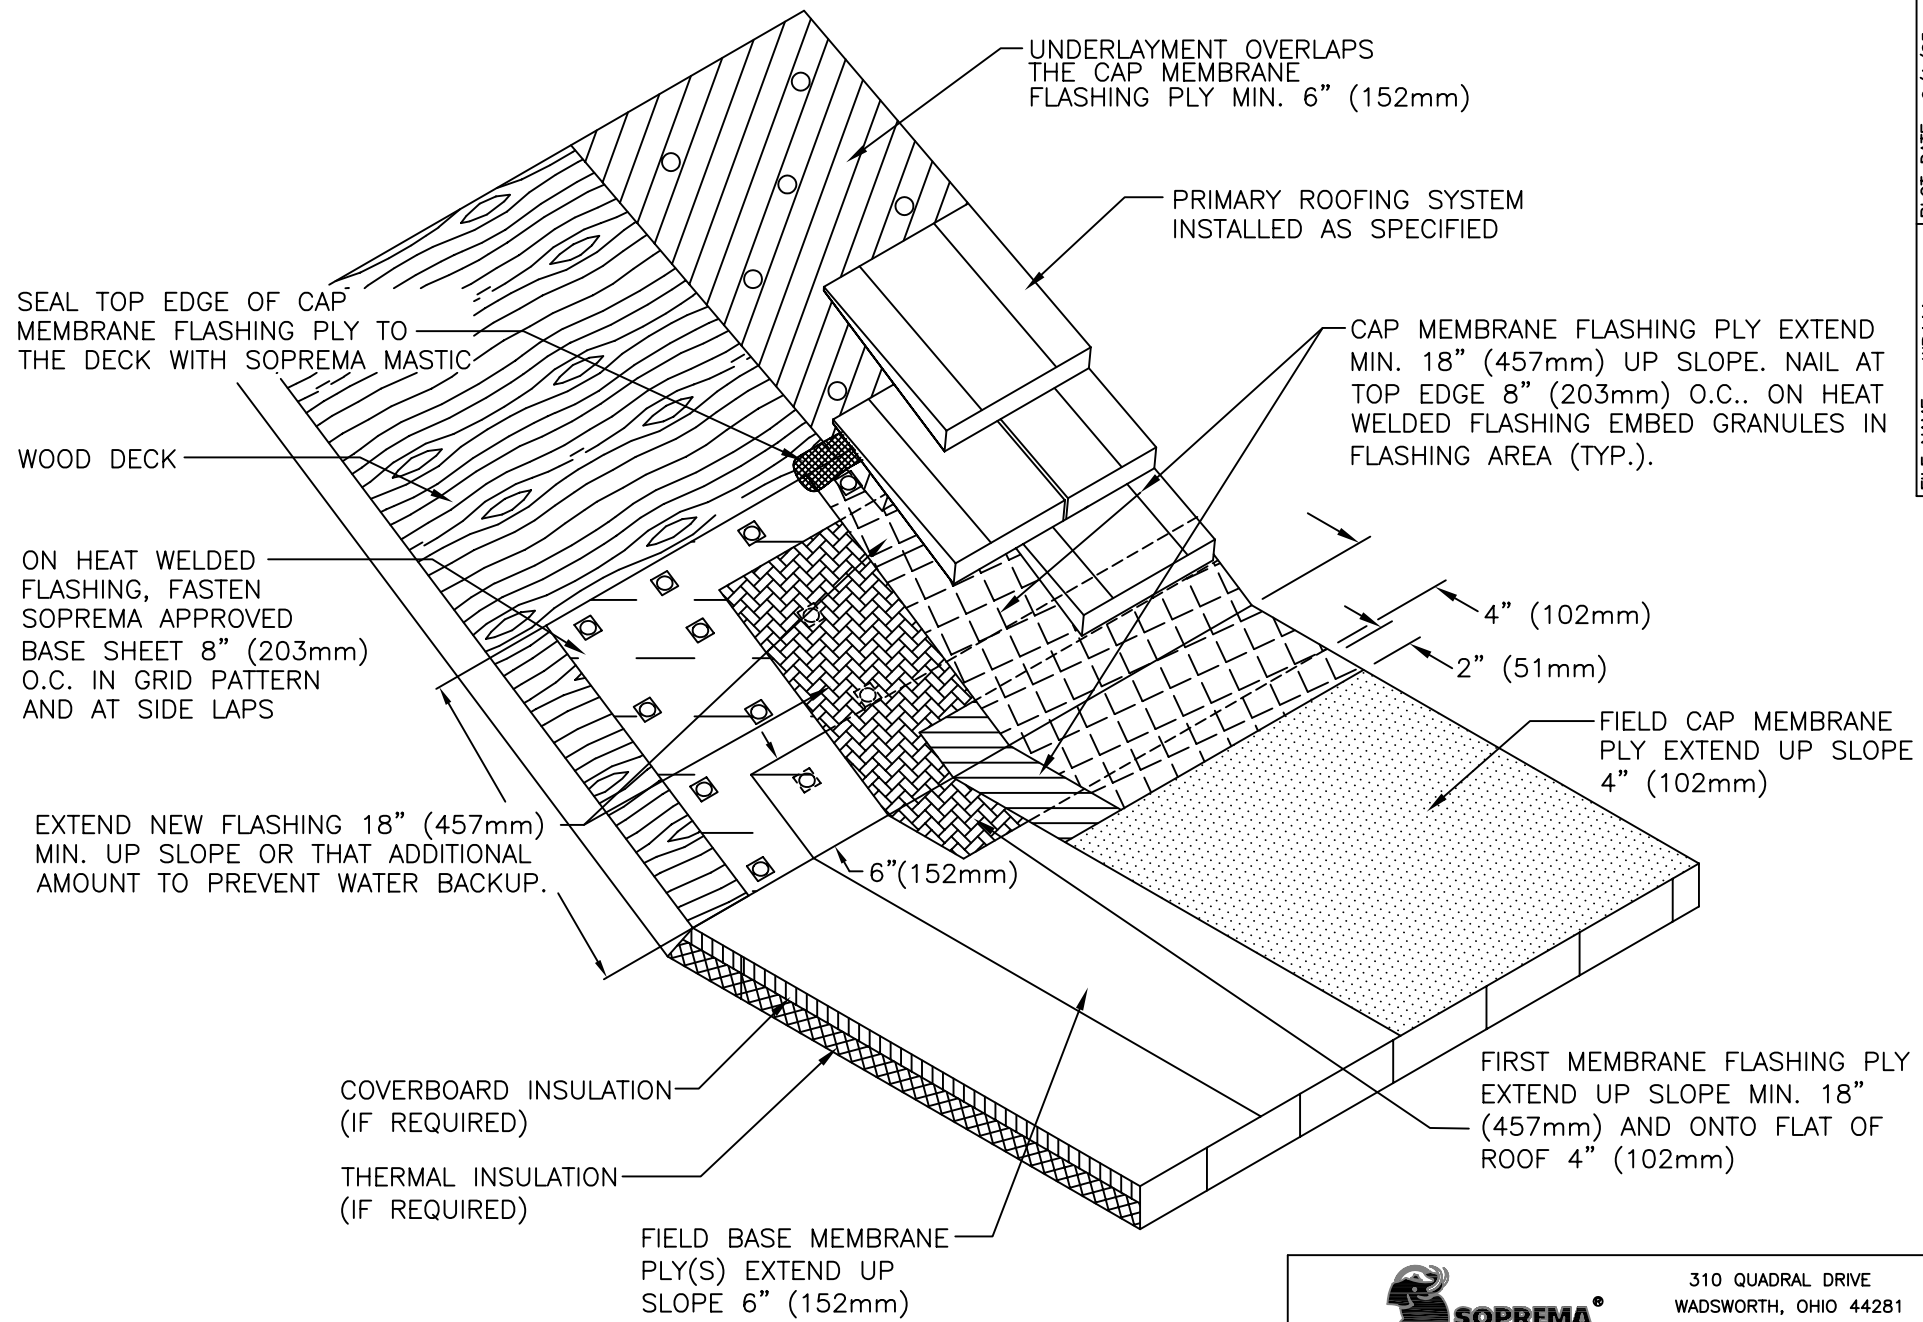 UNDERLAYMENT OVERLAPS
THE CAP MEMBRANE
FLASHING PLY MIN. 6” (152mm)
PRIMARY ROOFING SYSTEM
INSTALLED AS SPECIFIED
SEAL TOP EDGE OF CAP
MEMBRANE FLASHING PLY TO
THE DECK WITH SOPREMA MASTIC
CAP MEMBRANE FLASHING PLY EXTEND
MIN. 18” (457mm) UP SLOPE. NAIL AT
TOP EDGE 8” (203mm) O.C.. ON HEAT
WELDED FLASHING EMBED GRANULES IN
FLASHING AREA (TYP.).
WOOD DECK
ON HEAT WELDED
FLASHING, FASTEN
SOPREMA APPROVED
BASE SHEET 8” (203mm)
O.C. IN GRID PATTERN
AND AT SIDE LAPS
4” (102mm)
2” (51mm)
FIELD CAP MEMBRANE
PLY EXTEND UP SLOPE
4” (102mm)
EXTEND NEW FLASHING 18” (457mm)
MIN. UP SLOPE OR THAT ADDITIONAL
AMOUNT TO PREVENT WATER BACKUP.
6”(152mm)
COVERBOARD INSULATION
(IF REQUIRED)
THERMAL INSULATION
(IF REQUIRED)
FIRST MEMBRANE FLASHING PLY
EXTEND UP SLOPE MIN. 18”
(457mm) AND ONTO FLAT OF
ROOF 4” (102mm)
FIELD BASE MEMBRANE
PLY(S) EXTEND UP
SLOPE 6” (152mm)
SOPREMA®
310 QUADRAL DRIVE
WADSWORTH, OHIO 44281